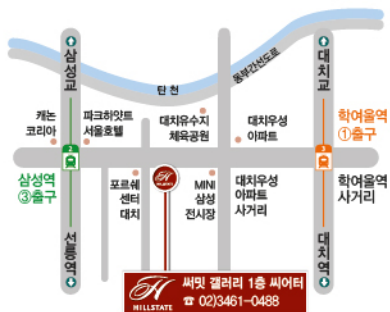 삼성교
탄천
동부간선도로
대치교
캐논
코리아
파크하얏트
서울호텔
대치유수지
체육공원
대치우성
아파트
학여울역
①출구
2
3
삼성역
③출구
포르쉐
센터
대치
H
HILLSTATE
MINI
삼성
전시장
대치우성
아파트
사거리
학여울역
사거리
선릉역
대치역
H
HILLSTATE
써밋 갤러리 1층 씨어터
☎ 02)3461-0488